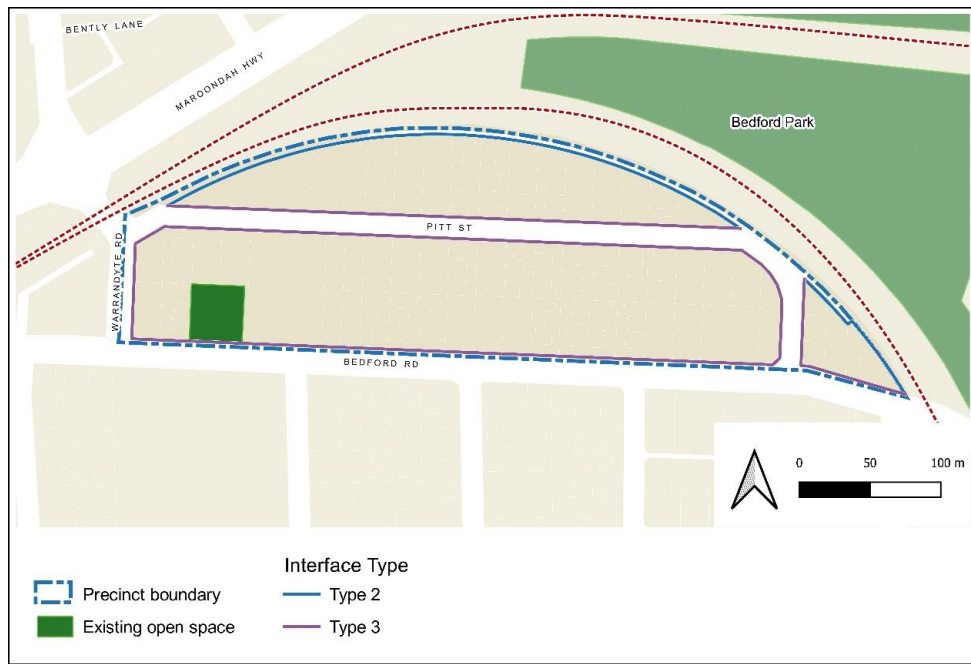 BENTLY LANE
MAROONDAH HWY
Bedford Park
PITT ST
WARRANDYTE RD
BEDFORD RD
0 50 100 m
Interface Type
Precinct boundary
Type 2
Existing open space
Type 3